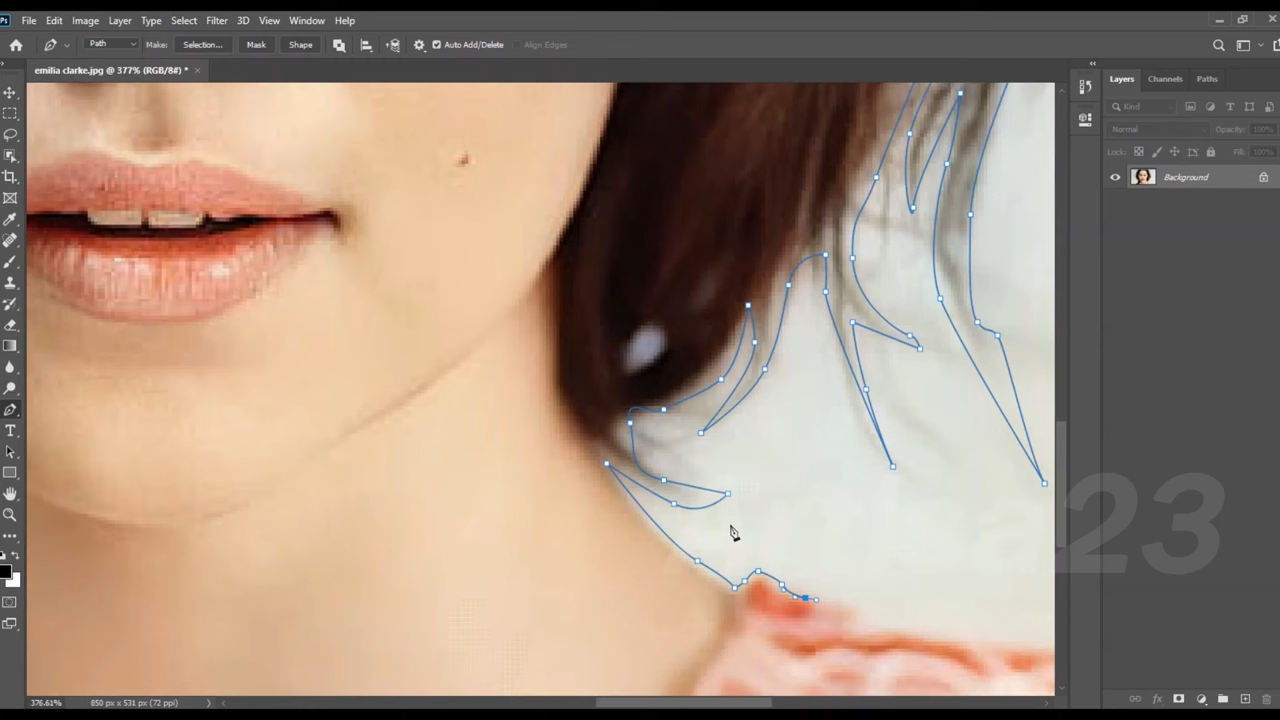 Ps File Edit Image Layer Type Select Filter 3D View Window Help
Path Make: Selection... Mask Shape Auto Add/Delete Align Edges
emilia clarke.jpg @ 377% (RGB/8#) *
Layers Channels Paths
Kind
Normal Opacity: 100%
Lock: Fill: 100%
Background
23
376.61% 850 px x 531 px (72 ppi)
fx